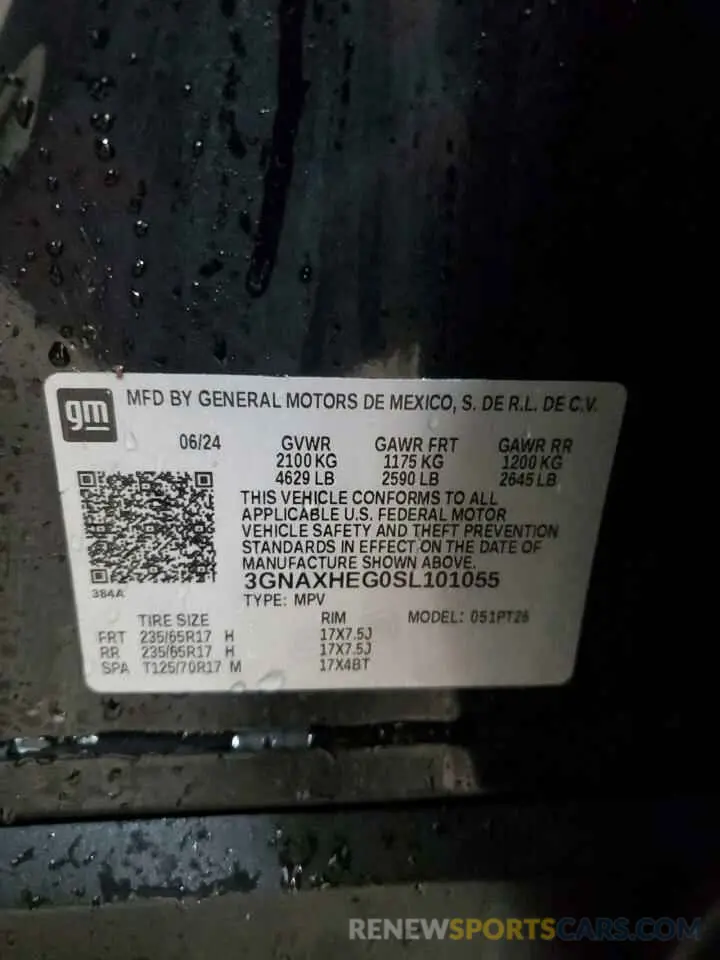 gm MFD BY GENERAL MOTORS DE MEXICO, S. DE R.L. DE C.V.
06/24 GVWR GAWR FRT GAWR RR
2100 KG 1175 KG 1200 KG
4629 LB 2590 LB 2645 LB
THIS VEHICLE CONFORMS TO ALL
APPLICABLE U.S. FEDERAL MOTOR
VEHICLE SAFETY AND THEFT PREVENTION
STANDARDS IN EFFECT ON THE DATE OF
MANUFACTURE SHOWN ABOVE.
3GNAXHEG0SL101055
384A
TYPE: MPV
TIRE SIZE RIM MODEL: 051PT26
FRT 235/65R17 H 17X7.5J
RR 235/65R17 H 17X7.5J
SPA T125/70R17 M 17X4BT
RENEWSPORTSCARS.COM